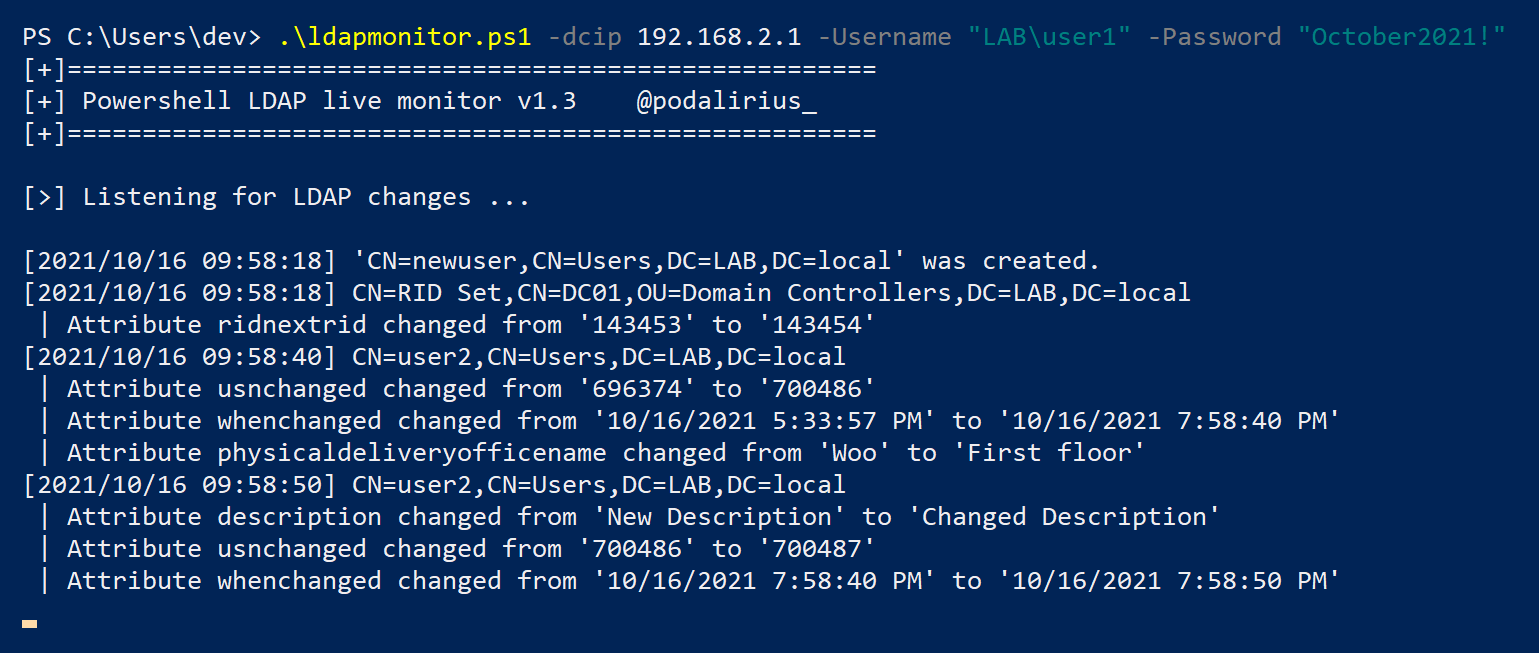 PS C:\Users\dev> .\ldapmonitor.ps1 -dcip 192.168.2.1 -Username "LAB\user1" -Password "October2021!"
[+]======================================================
[+] Powershell LDAP live monitor v1.3    @podalirius_
[+]======================================================
[>] Listening for LDAP changes ...
[2021/10/16 09:58:18] 'CN=newuser,CN=Users,DC=LAB,DC=local' was created.
[2021/10/16 09:58:18] CN=RID Set,CN=DC01,OU=Domain Controllers,DC=LAB,DC=local
 | Attribute ridnextrid changed from '143453' to '143454'
[2021/10/16 09:58:40] CN=user2,CN=Users,DC=LAB,DC=local
 | Attribute usnchanged changed from '696374' to '700486'
 | Attribute whenchanged changed from '10/16/2021 5:33:57 PM' to '10/16/2021 7:58:40 PM'
 | Attribute physicaldeliveryofficename changed from 'Woo' to 'First floor'
[2021/10/16 09:58:50] CN=user2,CN=Users,DC=LAB,DC=local
 | Attribute description changed from 'New Description' to 'Changed Description'
 | Attribute usnchanged changed from '700486' to '700487'
 | Attribute whenchanged changed from '10/16/2021 7:58:40 PM' to '10/16/2021 7:58:50 PM'